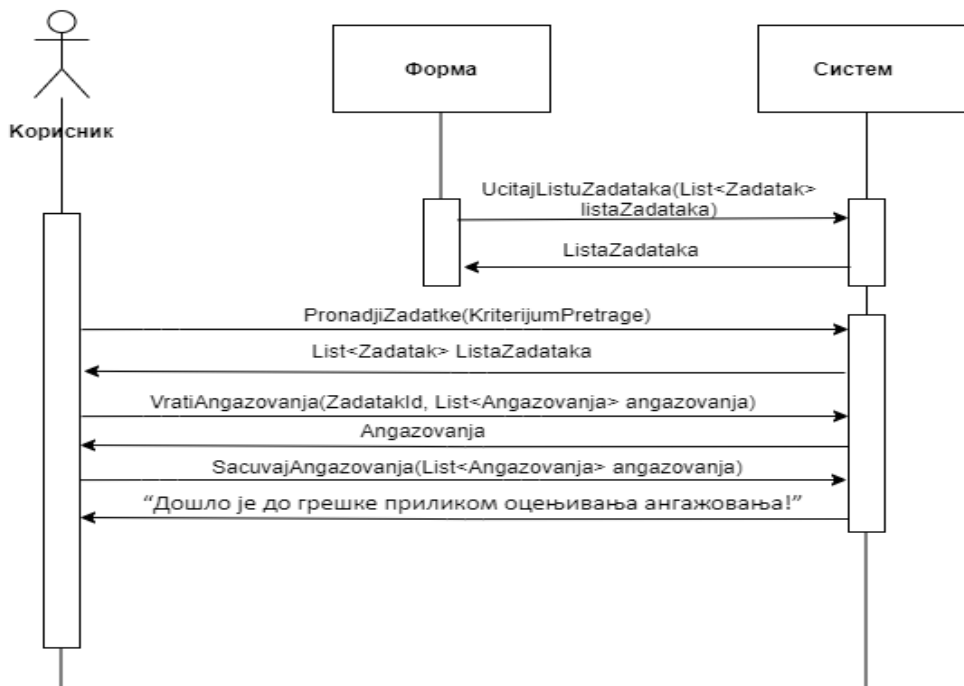 Форма
Систем
Корисник
UcitajListuZadataka(List<Zadatak>
listaZadataka)
ListaZadataka
PronadjiZadatke(KriterijumPretrage)
List<Zadatak> ListaZadataka
VratiAngazovanja(ZadatakId, List<Angazovanja> angazovanja)
Angazovanja
SacuvajAngazovanja(List<Angazovanja> angazovanja)
“Дошло је до грешке приликом оцењивања ангажовања!”